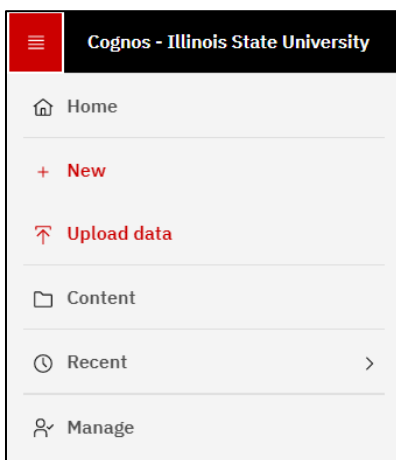 Cognos - Illinois State University
Home
New
Upload data
Content
Recent
Manage